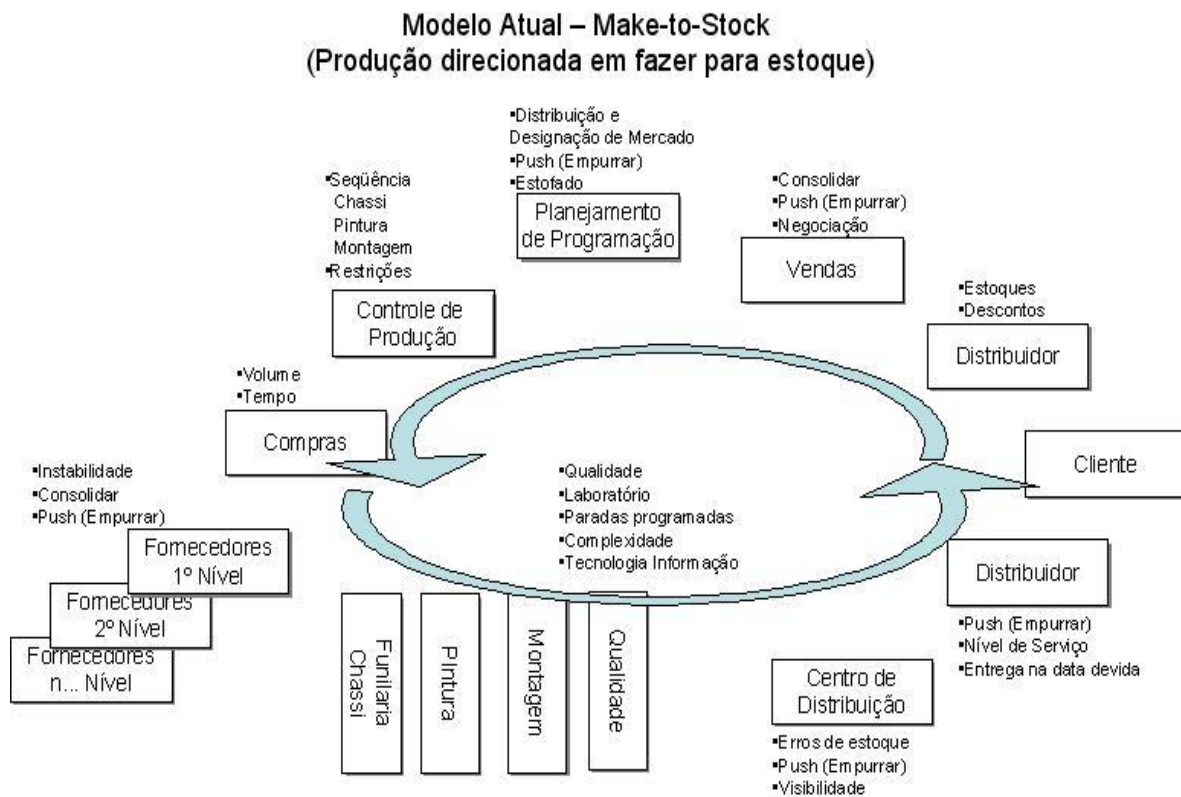 Modelo Atual – Make-to-Stock
(Produção direcionada em fazer para estoque)
▪Distribuição e
Designação de Mercado
▪Push (Empurrar)
▪Estofado
Planejamento
de Programação
▪Seqüência
Chassi
Pintura
Montagem
▪Restrições
Controle de
Produção
▪Consolidar
▪Push (Empurrar)
▪Negociação
Vendas
▪Estoques
▪Descontos
Distribuidor
▪Volume
▪Tempo
Compras
Cliente
▪Instabilidade
▪Consolidar
▪Push (Empurrar)
Fornecedores
1º Nível
Fornecedores
2º Nível
Fornecedores
n... Nível
▪Qualidade
▪Laboratório
▪Paradas programadas
▪Complexidade
▪Tecnologia Informação
Funilaria
Chassi
PIntura
Montagem
Qualidade
Distribuidor
▪Push (Empurrar)
▪Nível de Serviço
▪Entrega na data devida
Centro de
Distribuição
▪Erros de estoque
▪Push (Empurrar)
▪Visibilidade